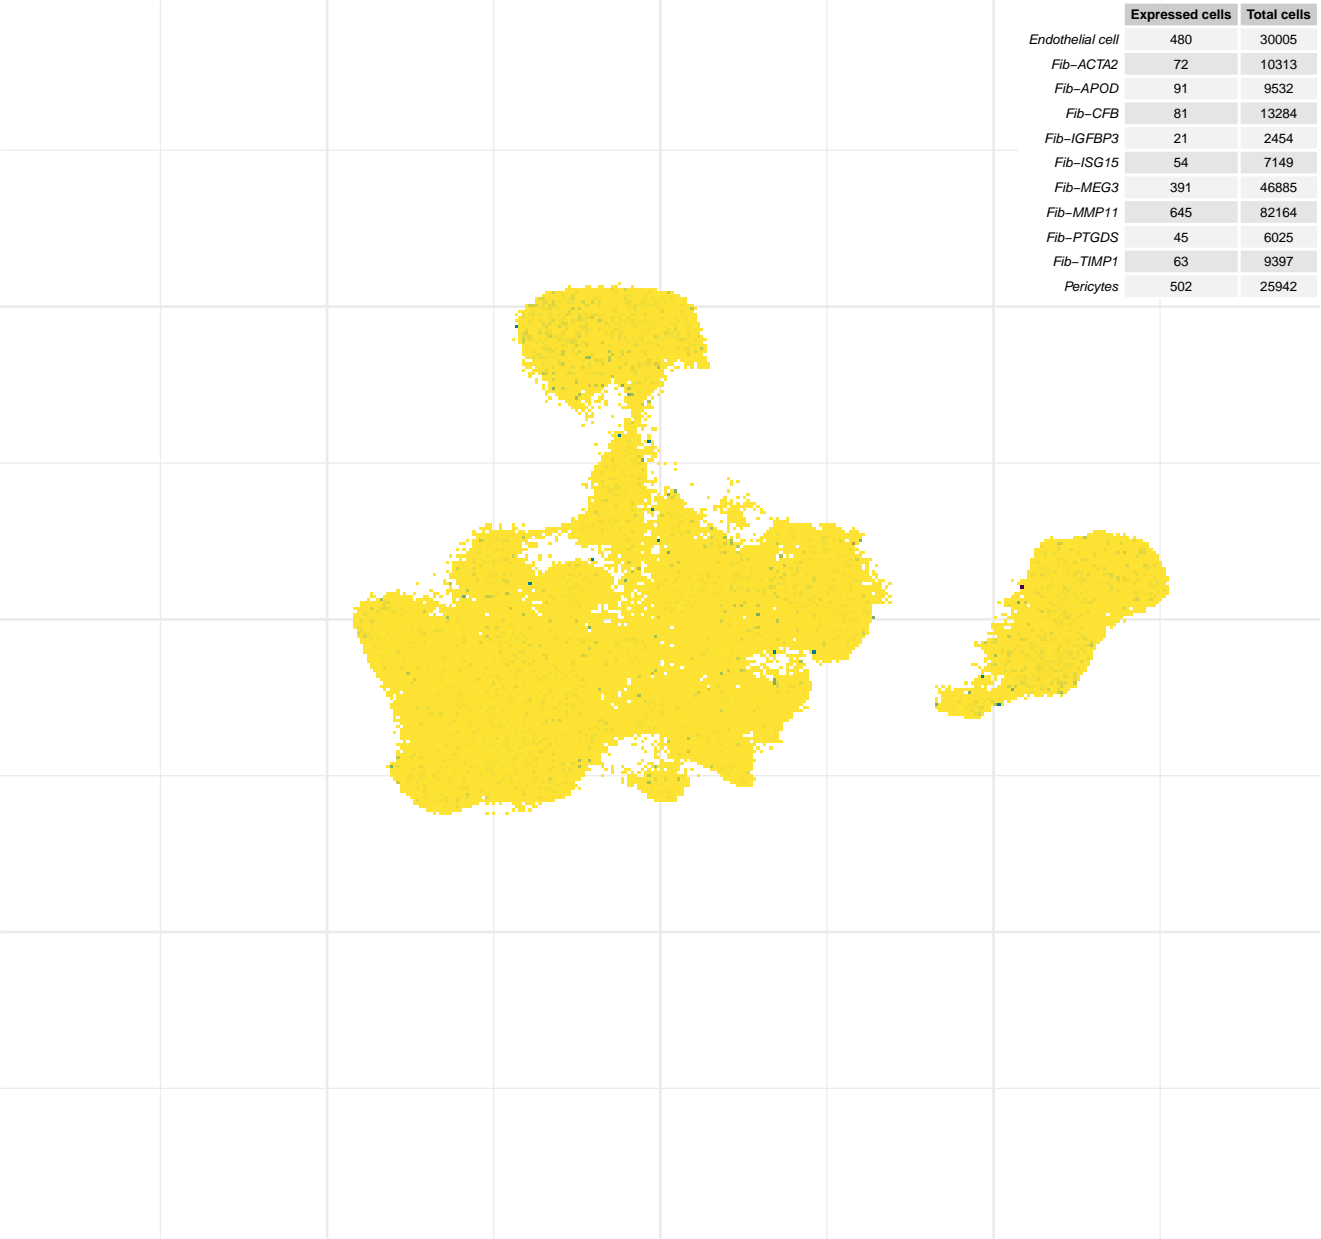 Expressed cells Total cells
Endothelial cell 480 30005
Fib−ACTA2 72 10313
Fib−APOD 91 9532
Fib−CFB 81 13284
Fib−IGFBP3 21 2454
Fib−ISG15 54 7149
Fib−MEG3 391 46885
Fib−MMP11 645 82164
Fib−PTGDS 45 6025
Fib−TIMP1 63 9397
Pericytes 502 25942